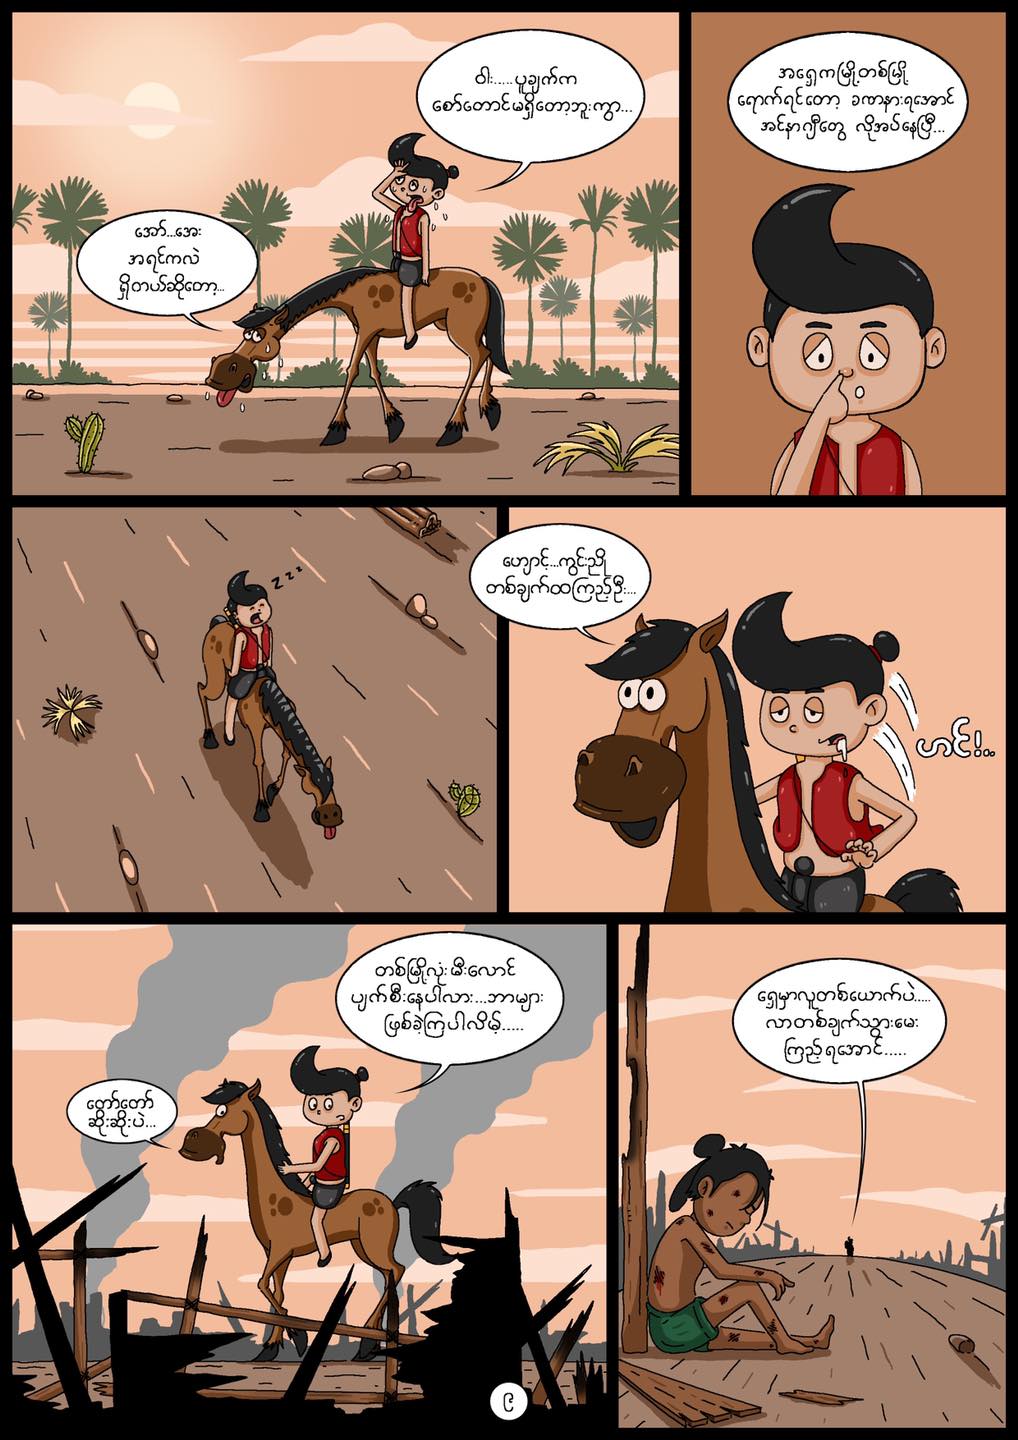 ဝါး.....ပူချက်က
စော်တောင်မရှိတော့ဘူးကွာ...
အော်...အေး
အရင်ကလဲ
ရှိတယ်ဆိုတော့...
အရှေ့ကမြို့တစ်မြို့
ရောက်ရင်တော့ ခဏနားရအောင်
အင်နာဂျီတွေ လိုအပ်နေပြီ...
zzz
ဟျောင့်...ကွင်းညို
တစ်ချက်ထကြည့်ဦး...
ဟင်!..
တစ်မြို့လုံး မီးလောင်
ပျက်စီးနေပါလား...ဘာများ
ဖြစ်ခဲ့ကြပါလိမ့်.....
တော်တော်
ဆိုးဆိုးပဲ...
ရှေ့မှာလူတစ်ယောက်ပဲ.....
လာတစ်ချက်သွားမေး
ကြည့်ရအောင်.....
၉